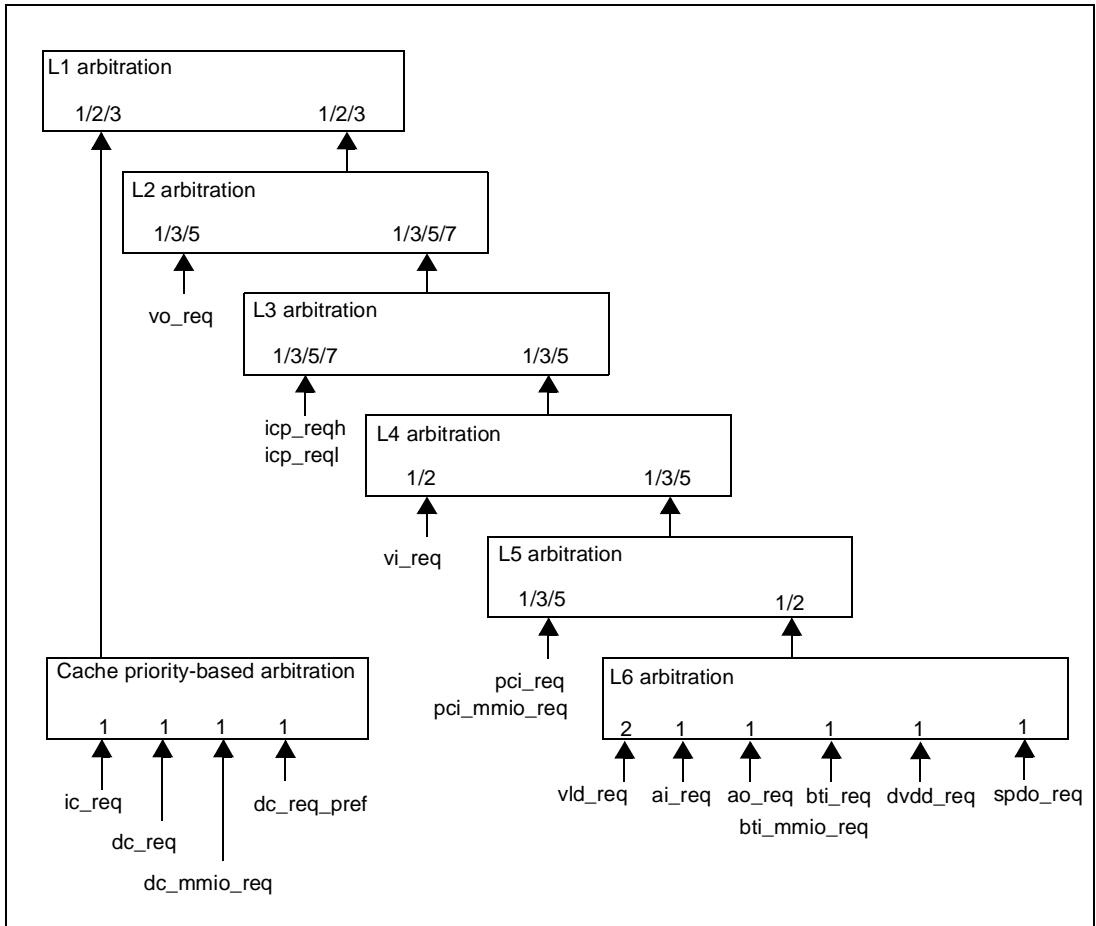 L1 arbitration
1/2/3 1/2/3
L2 arbitration
1/3/5 1/3/5/7
vo_req
L3 arbitration
1/3/5/7 1/3/5
icp_reqh
icp_reql
L4 arbitration
1/2 1/3/5
vi_req
L5 arbitration
1/3/5 1/2
pci_req
pci_mmio_req
Cache priority-based arbitration
1 1 1 1
ic_req
dc_req
dc_mmio_req
dc_req_pref
L6 arbitration
2 1 1 1 1 1
vld_req ai_req ao_req bti_req dvdd_req spdo_req
bti_mmio_req